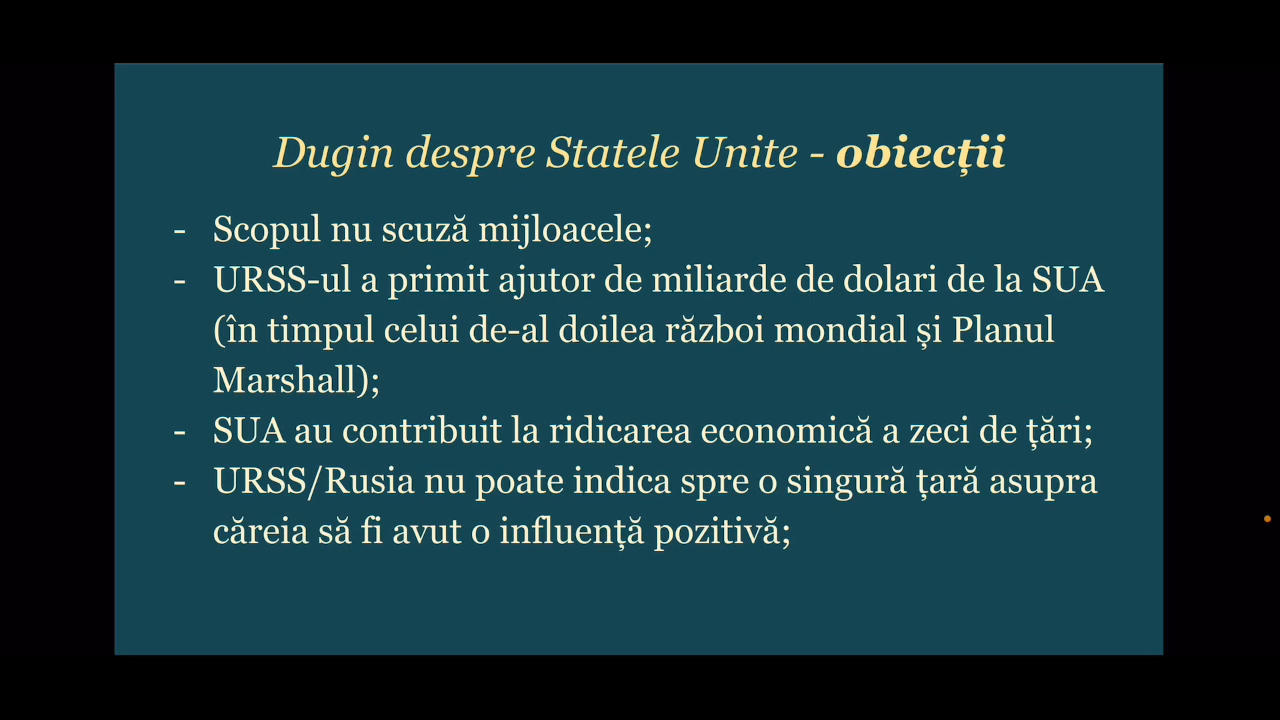 Dugin despre Statele Unite - obiecții
- Scopul nu scuză mijloacele;
- URSS-ul a primit ajutor de miliarde de dolari de la SUA
(în timpul celui de-al doilea război mondial și Planul
Marshall);
- SUA au contribuit la ridicarea economică a zeci de țări;
- URSS/Rusia nu poate indica spre o singură țară asupra
căreia să fi avut o influență pozitivă;